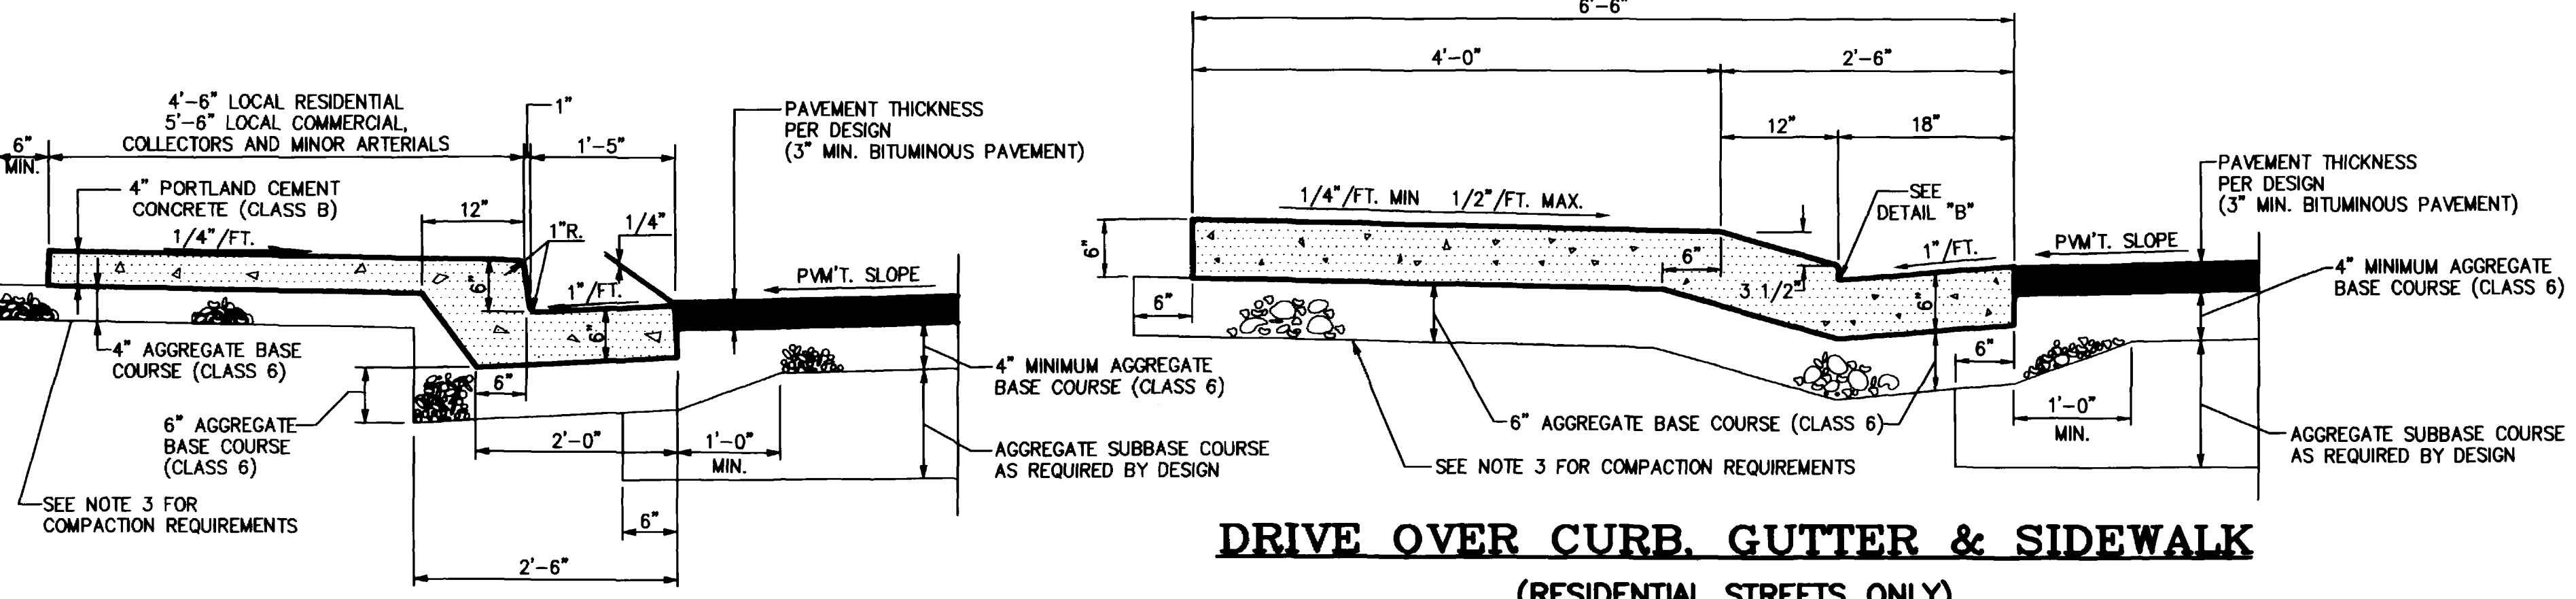 4'-6" LOCAL RESIDENTIAL
5'-6" LOCAL COMMERCIAL,
COLLECTORS AND MINOR ARTERIALS
6"
MIN.
1"
1'-5"
PAVEMENT THICKNESS
PER DESIGN
(3" MIN. BITUMINOUS PAVEMENT)
4" PORTLAND CEMENT
CONCRETE (CLASS B)
12"
1/4"/FT.
1"R.
1/4"
6"
1"/FT.
6"
PVM'T. SLOPE
4" AGGREGATE BASE
COURSE (CLASS 6)
6"
4" MINIMUM AGGREGATE
BASE COURSE (CLASS 6)
6" AGGREGATE
BASE COURSE
(CLASS 6)
2'-0"
1'-0"
MIN.
AGGREGATE SUBBASE COURSE
AS REQUIRED BY DESIGN
SEE NOTE 3 FOR
COMPACTION REQUIREMENTS
6"
2'-6"
6'-6"
4'-0"
2'-6"
12"
18"
PAVEMENT THICKNESS
PER DESIGN
(3" MIN. BITUMINOUS PAVEMENT)
1/4"/FT. MIN 1/2"/FT. MAX.
SEE
DETAIL "B"
6"
6"
3 1/2"
1"/FT.
6"
PVM'T. SLOPE
4" MINIMUM AGGREGATE
BASE COURSE (CLASS 6)
6"
6"
1'-0"
MIN.
6" AGGREGATE BASE COURSE (CLASS 6)
SEE NOTE 3 FOR COMPACTION REQUIREMENTS
AGGREGATE SUBBASE COURSE
AS REQUIRED BY DESIGN
DRIVE OVER CURB, GUTTER & SIDEWALK
(RESIDENTIAL STREETS ONLY)